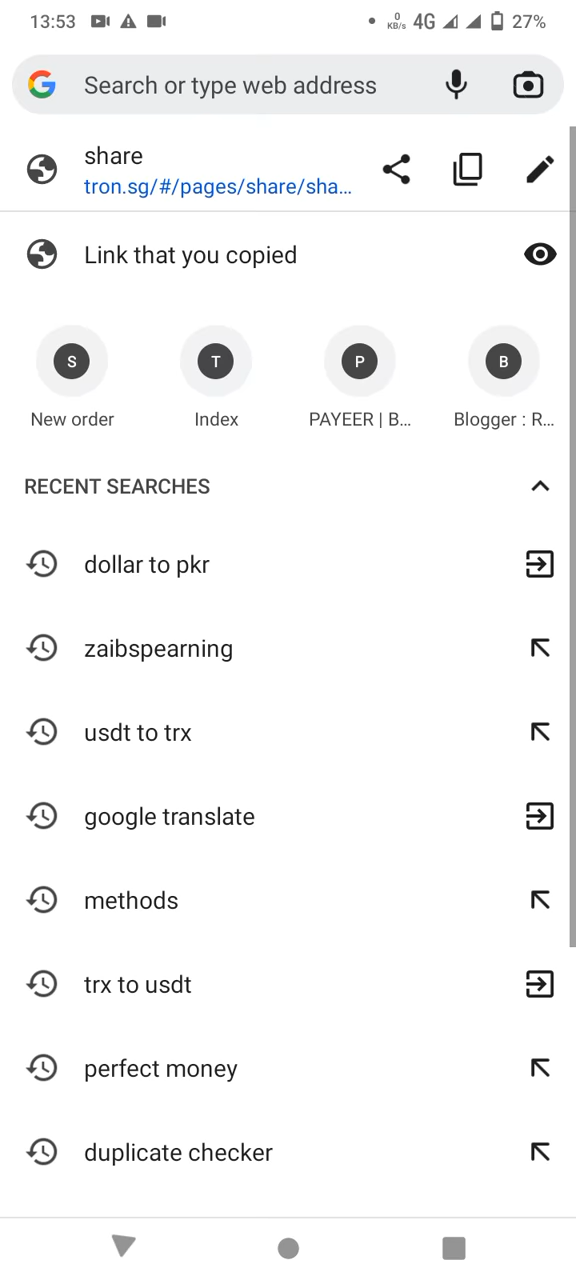 13:53
0 KB/s 4G 27%
Search or type web address
share
tron.sg/#/pages/share/sha...
Link that you copied
S T P B
New order Index PAYEER | B... Blogger : R...
RECENT SEARCHES
dollar to pkr
zaibspearning
usdt to trx
google translate
methods
trx to usdt
perfect money
duplicate checker